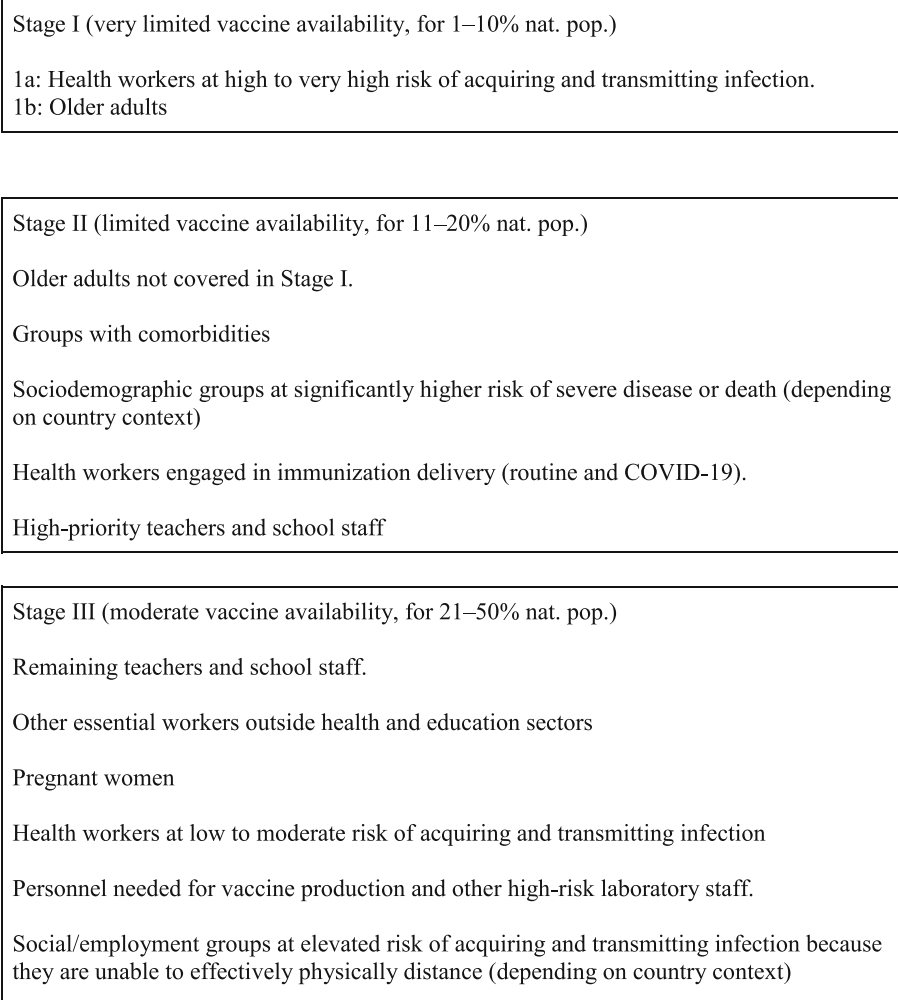 Stage I (very limited vaccine availability, for 1–10% nat. pop.)
1a: Health workers at high to very high risk of acquiring and transmitting infection.
1b: Older adults
Stage II (limited vaccine availability, for 11–20% nat. pop.)
Older adults not covered in Stage I.
Groups with comorbidities
Sociodemographic groups at significantly higher risk of severe disease or death (depending
on country context)
Health workers engaged in immunization delivery (routine and COVID-19).
High-priority teachers and school staff
Stage III (moderate vaccine availability, for 21–50% nat. pop.)
Remaining teachers and school staff.
Other essential workers outside health and education sectors
Pregnant women
Health workers at low to moderate risk of acquiring and transmitting infection
Personnel needed for vaccine production and other high-risk laboratory staff.
Social/employment groups at elevated risk of acquiring and transmitting infection because
they are unable to effectively physically distance (depending on country context)